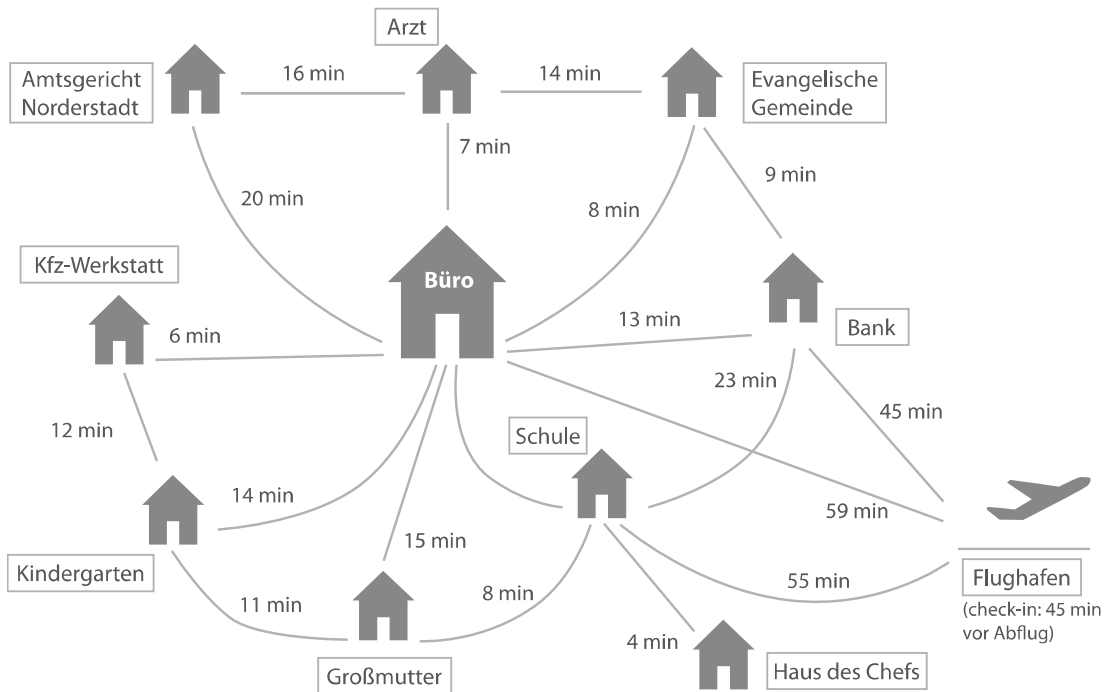 Arzt
Amtsgericht
Norderstadt
16 min
14 min
Evangelische
Gemeinde
7 min
9 min
20 min
8 min
Kfz-Werkstatt
Büro
6 min
13 min
Bank
23 min
45 min
12 min
Schule
14 min
59 min
15 min
Kindergarten
11 min
8 min
55 min
Flughafen
(check-in: 45 min
vor Abflug)
4 min
Großmutter
Haus des Chefs